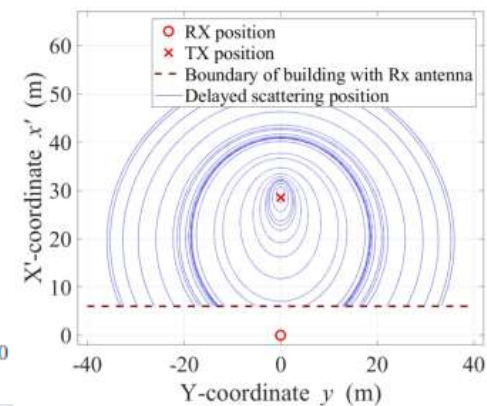 RX position
TX position
Boundary of building with Rx antenna
Delayed scattering position
60
50
40
30
20
10
0
X'-coordinate x' (m)
-40
-20
0
20
40
Y-coordinate y (m)
0